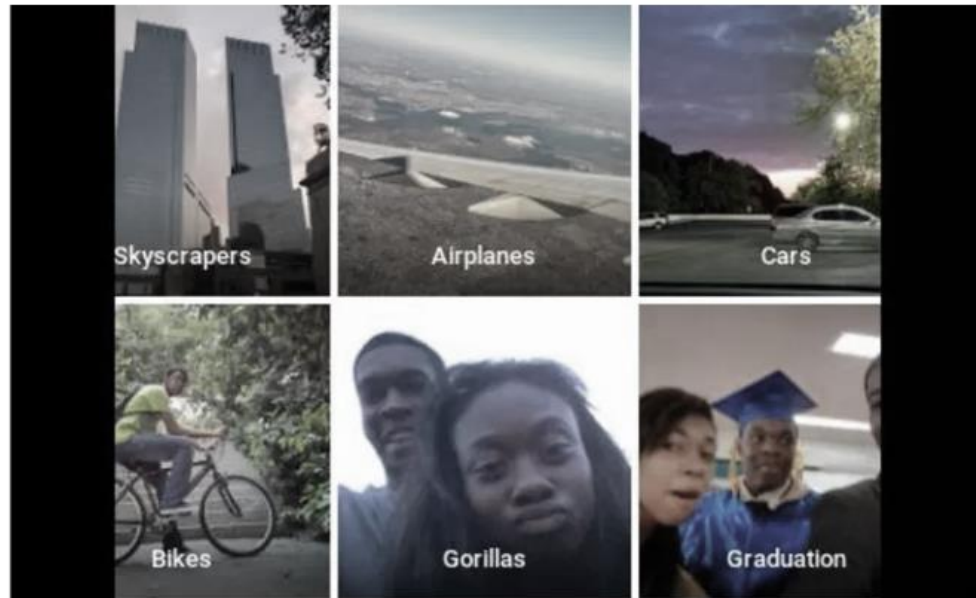 Skyscrapers
Airplanes
Cars
Bikes
Gorillas
Graduation